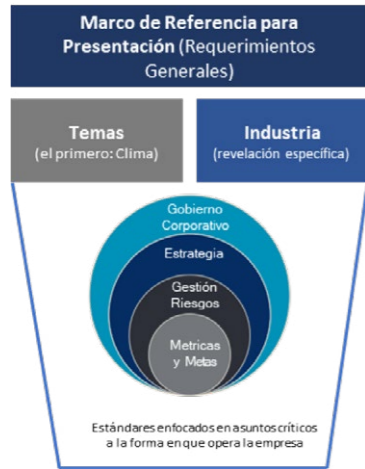 Marco de Referencia para
Presentación (Requerimientos
Generales)
Temas
(el primero: Clima)
Industria
(revelación específica)
Gobierno
Corporativo
Estrategia
Gestión
Riesgos
Metricas
y Metas
Estándares enfocados en asuntos críticos
a la forma en que opera la empresa